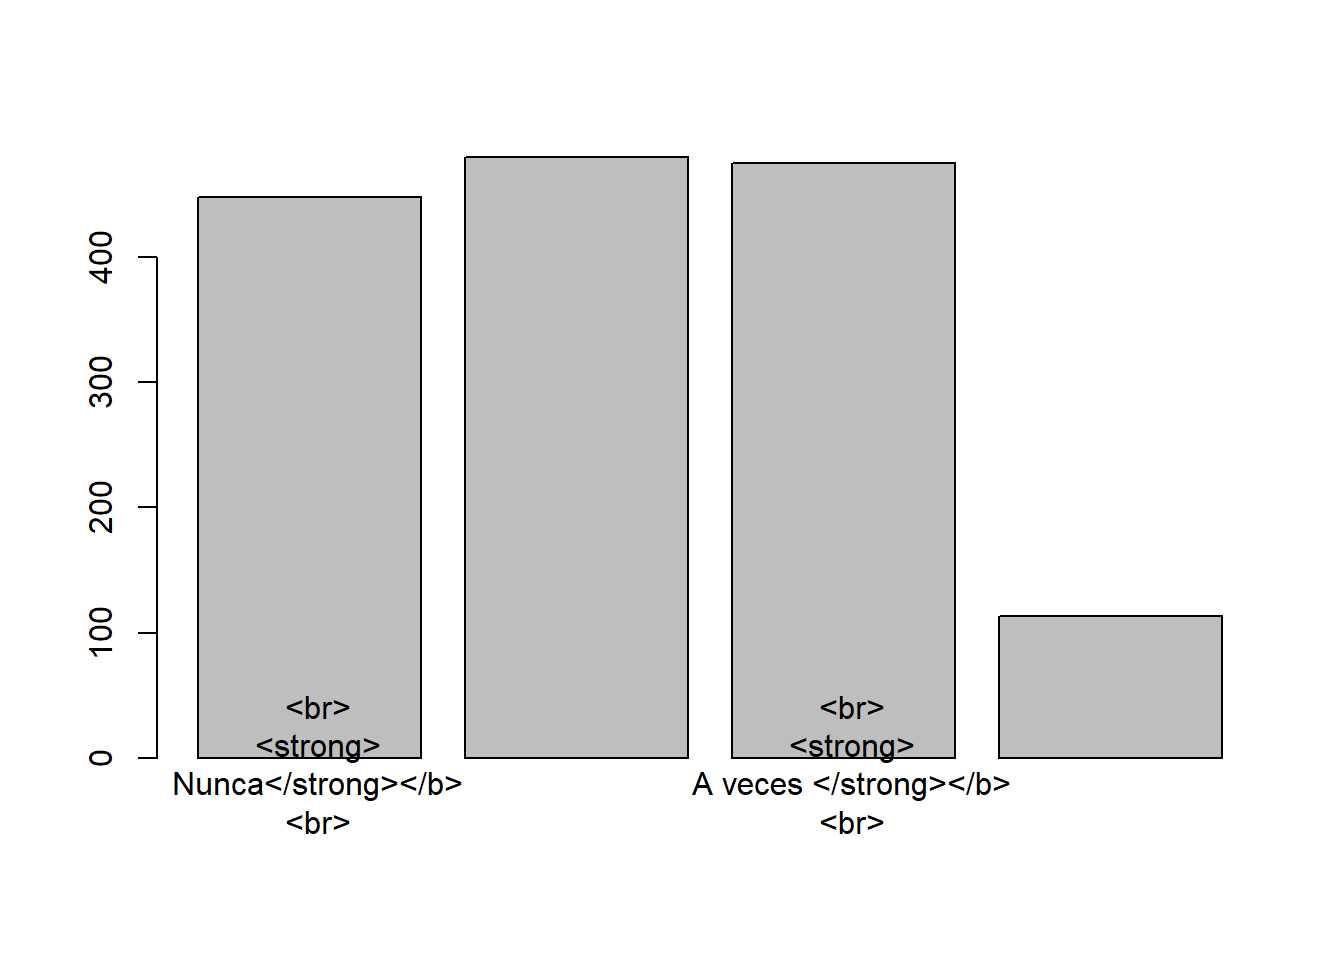 400
300
200
100
0
<br>
<strong>
Nunca</strong></b>
<br>
<br>
<strong>
A veces </strong></b>
<br>